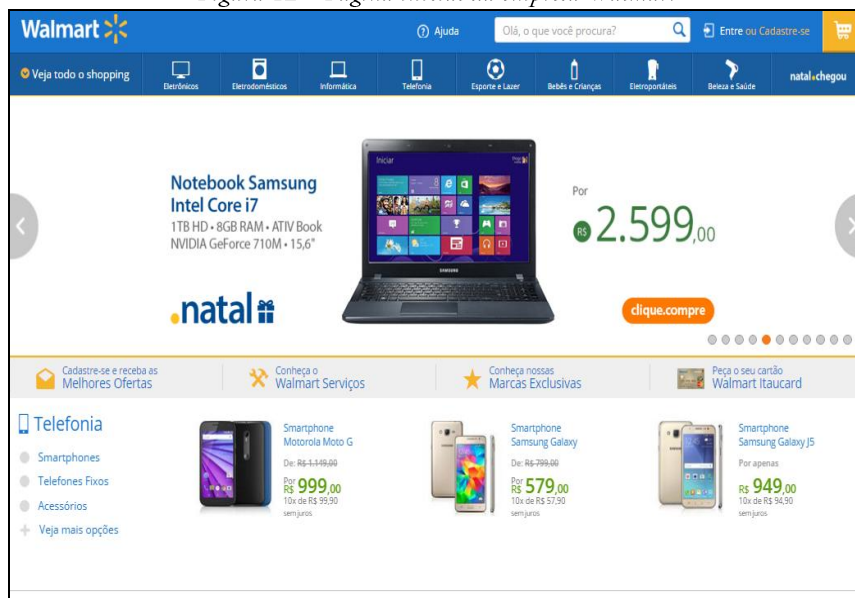 Walmart
Ajuda
Olá, o que você procura?
Entre ou Cadastre-se
Veja todo o shopping
Eletrônicos
Eletrodomésticos
Informática
Telefonia
Esporte e Lazer
Bebês e Crianças
Eletroportáteis
Beleza e Saúde
natal.chegou
Notebook Samsung
Intel Core i7
1TB HD • 8GB RAM • ATIV Book
NVIDIA GeForce 710M • 15,6"
.natal
Iniciar
SAMSUNG
Por
R$ 2.599,00
clique.compre
Cadastre-se e receba as
Melhores Ofertas
Conheça o
Walmart Serviços
Conheça nossas
Marcas Exclusivas
Peça o seu cartão
Walmart Itaucard
Telefonia
Smartphones
Telefones Fixos
Acessórios
Veja mais opções
Smartphone
Motorola Moto G
De: R$ 1.149,00
Por
R$ 999,00
10x de R$ 99,90
sem juros
Smartphone
Samsung Galaxy
De: R$ 799,00
Por
R$ 579,00
10x de R$ 57,90
sem juros
Smartphone
Samsung Galaxy J5
Por apenas
R$ 949,00
10x de R$ 94,90
sem juros